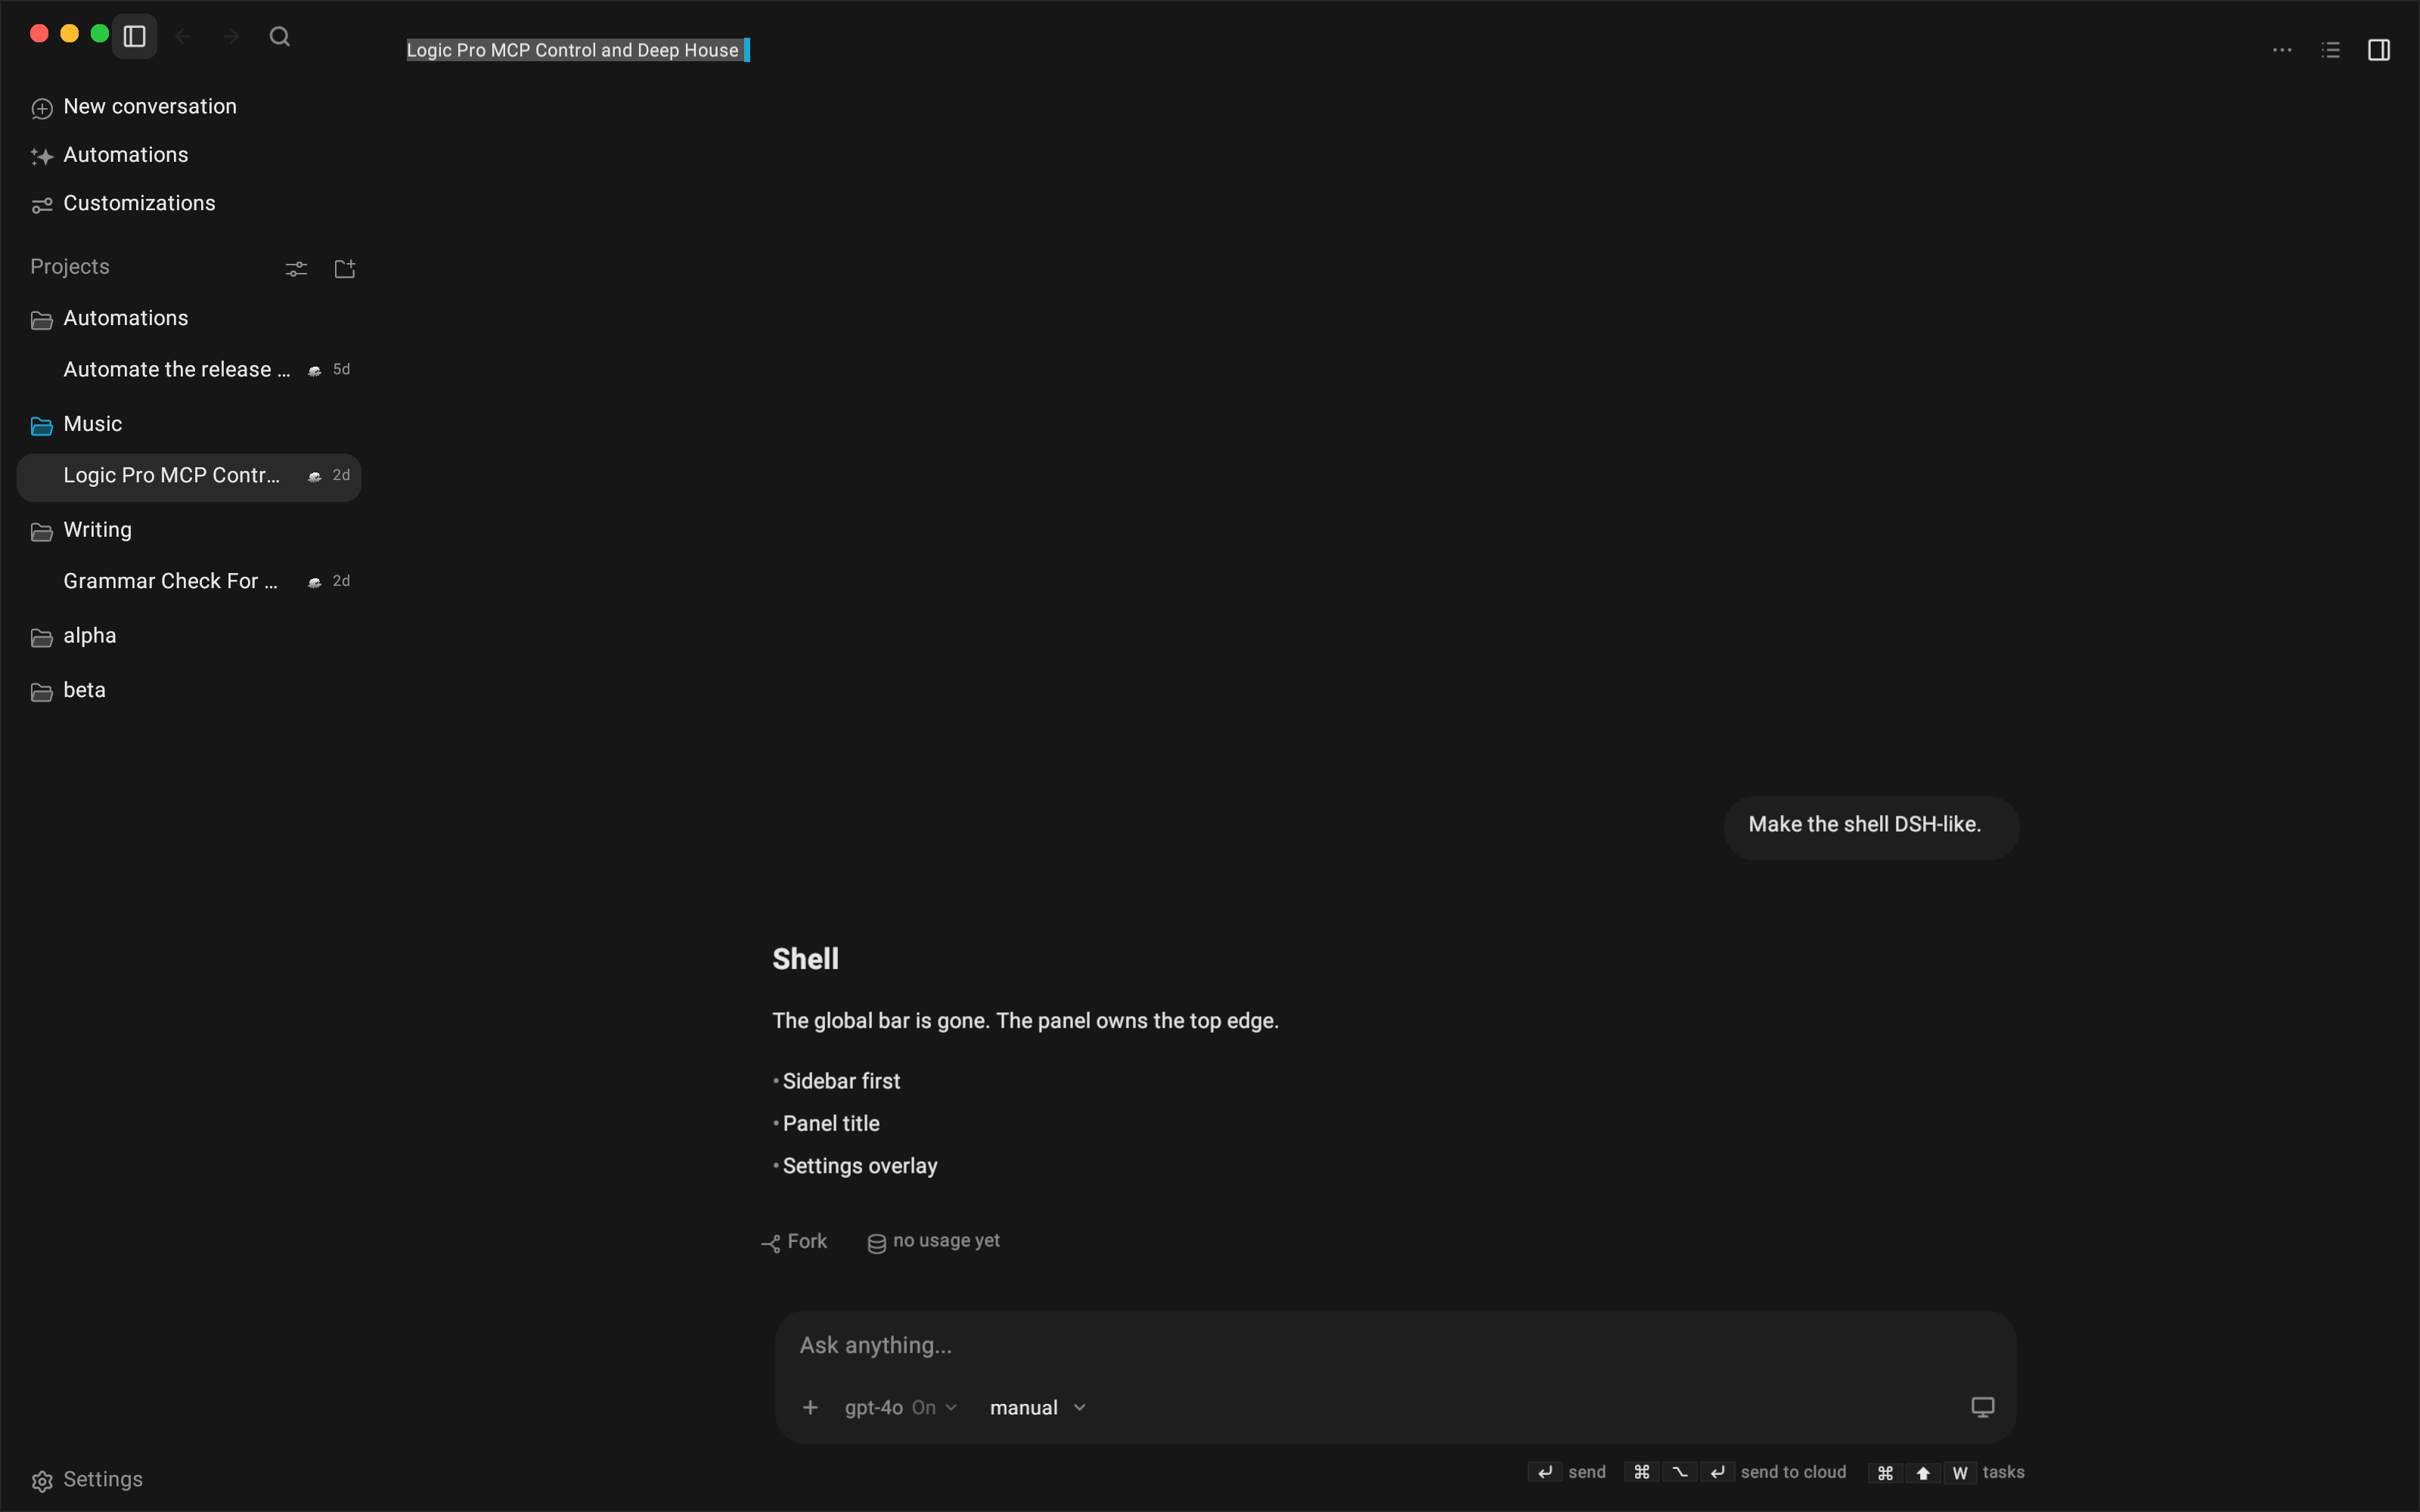 Logic Pro MCP Control and Deep House
New conversation
Automations
Customizations
Projects
Automations
Automate the release ... 5d
Music
Logic Pro MCP Contr... 2d
Writing
Grammar Check For ... 2d
alpha
beta
Make the shell DSH-like.
Shell
The global bar is gone. The panel owns the top edge.
• Sidebar first
• Panel title
• Settings overlay
Fork no usage yet
Ask anything...
+ gpt-4o On manual
↵ send ⌘ ⌥ ↵ send to cloud ⌘ ⬆ W tasks
Settings